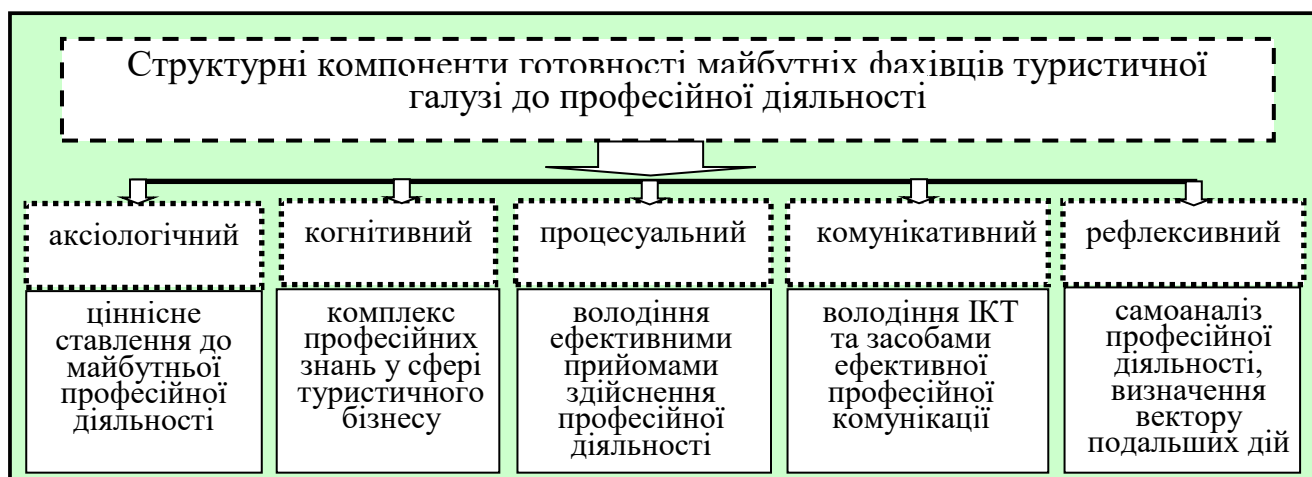 Структурні компоненти готовності майбутніх фахівців туристичної
галузі до професійної діяльності
аксіологічний
когнітивний
процесуальний
комунікативний
рефлексивний
ціннісне
ставлення до
майбутньої
професійної
діяльності
комплекс
професійних
знань у сфері
туристичного
бізнесу
володіння
ефективними
прийомами
здійснення
професійної
діяльності
володіння ІКТ
та засобами
ефективної
професійної
комунікації
самоаналіз
професійної
діяльності,
визначення
вектору
подальших дій